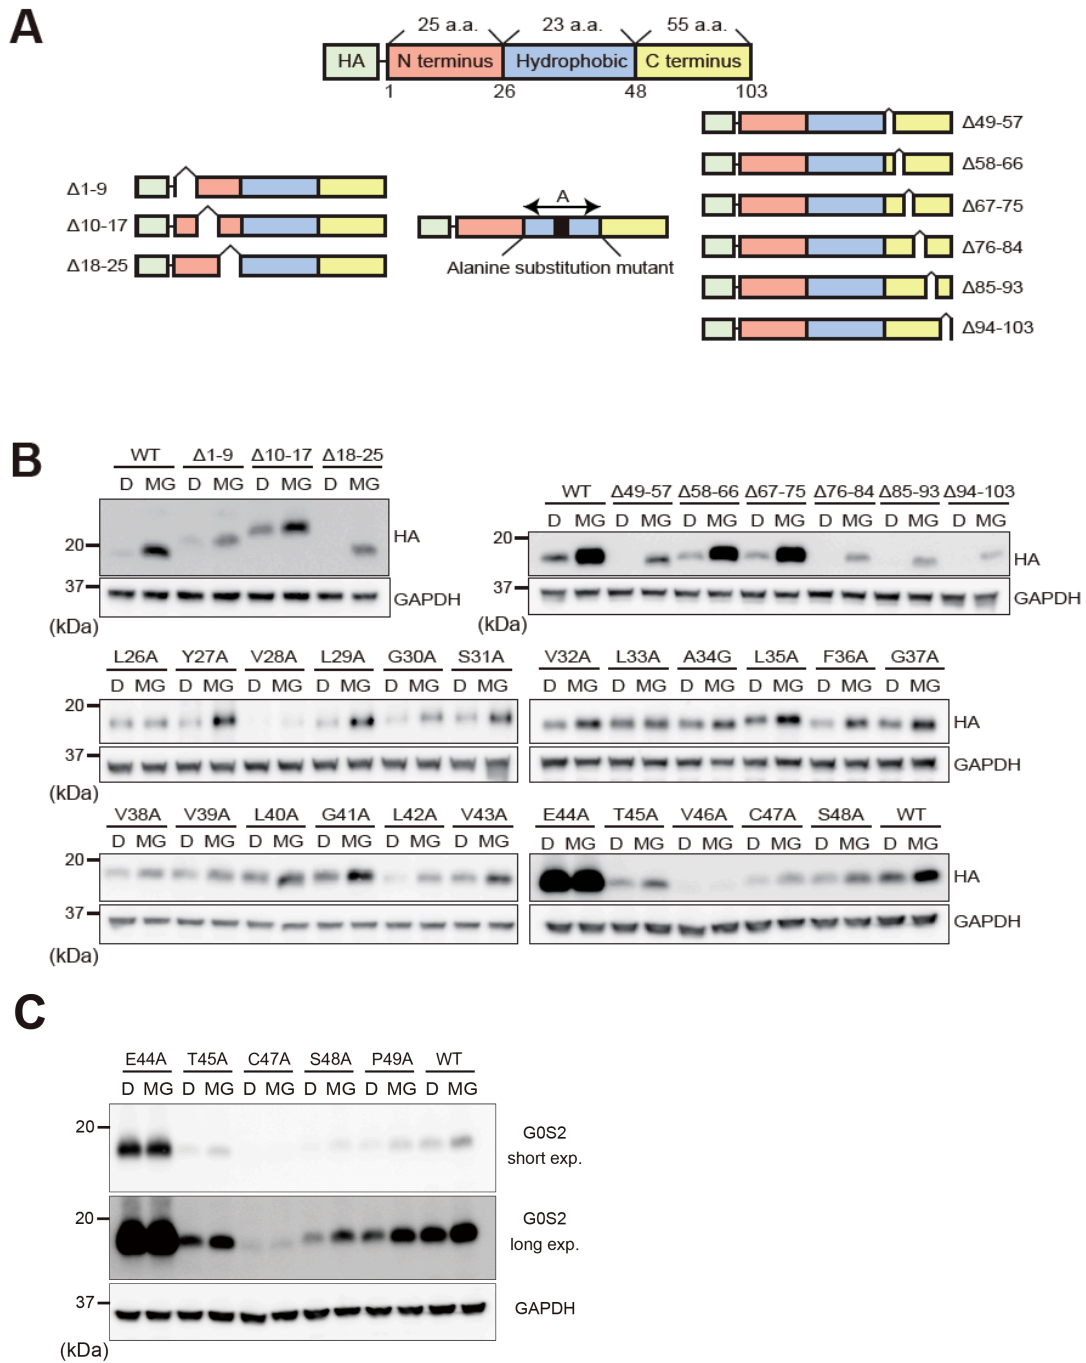 A
25 a.a. 23 a.a. 55 a.a.
HA N terminus Hydrophobic C terminus
1 26 48 103
Δ1-9
Δ10-17
Δ18-25
A
Alanine substitution mutant
Δ49-57
Δ58-66
Δ67-75
Δ76-84
Δ85-93
Δ94-103
B
WT Δ1-9 Δ10-17 Δ18-25
D MG D MG D MG D MG
20 HA
37 GAPDH
(kDa)
WT Δ49-57 Δ58-66 Δ67-75 Δ76-84 Δ85-93 Δ94-103
D MG D MG D MG D MG D MG D MG D MG
20 HA
37 GAPDH
(kDa)
L26A Y27A V28A L29A G30A S31A V32A L33A A34G L35A F36A G37A
D MG D MG D MG D MG D MG D MG D MG D MG D MG D MG D MG D MG
20 HA
37 GAPDH
(kDa)
V38A V39A L40A G41A L42A V43A E44A T45A V46A C47A S48A WT
D MG D MG D MG D MG D MG D MG D MG D MG D MG D MG D MG D MG
20 HA
37 GAPDH
(kDa)
C
E44A T45A C47A S48A P49A WT
D MG D MG D MG D MG D MG D MG
20 G0S2
short exp.
20 G0S2
long exp.
37 GAPDH
(kDa)